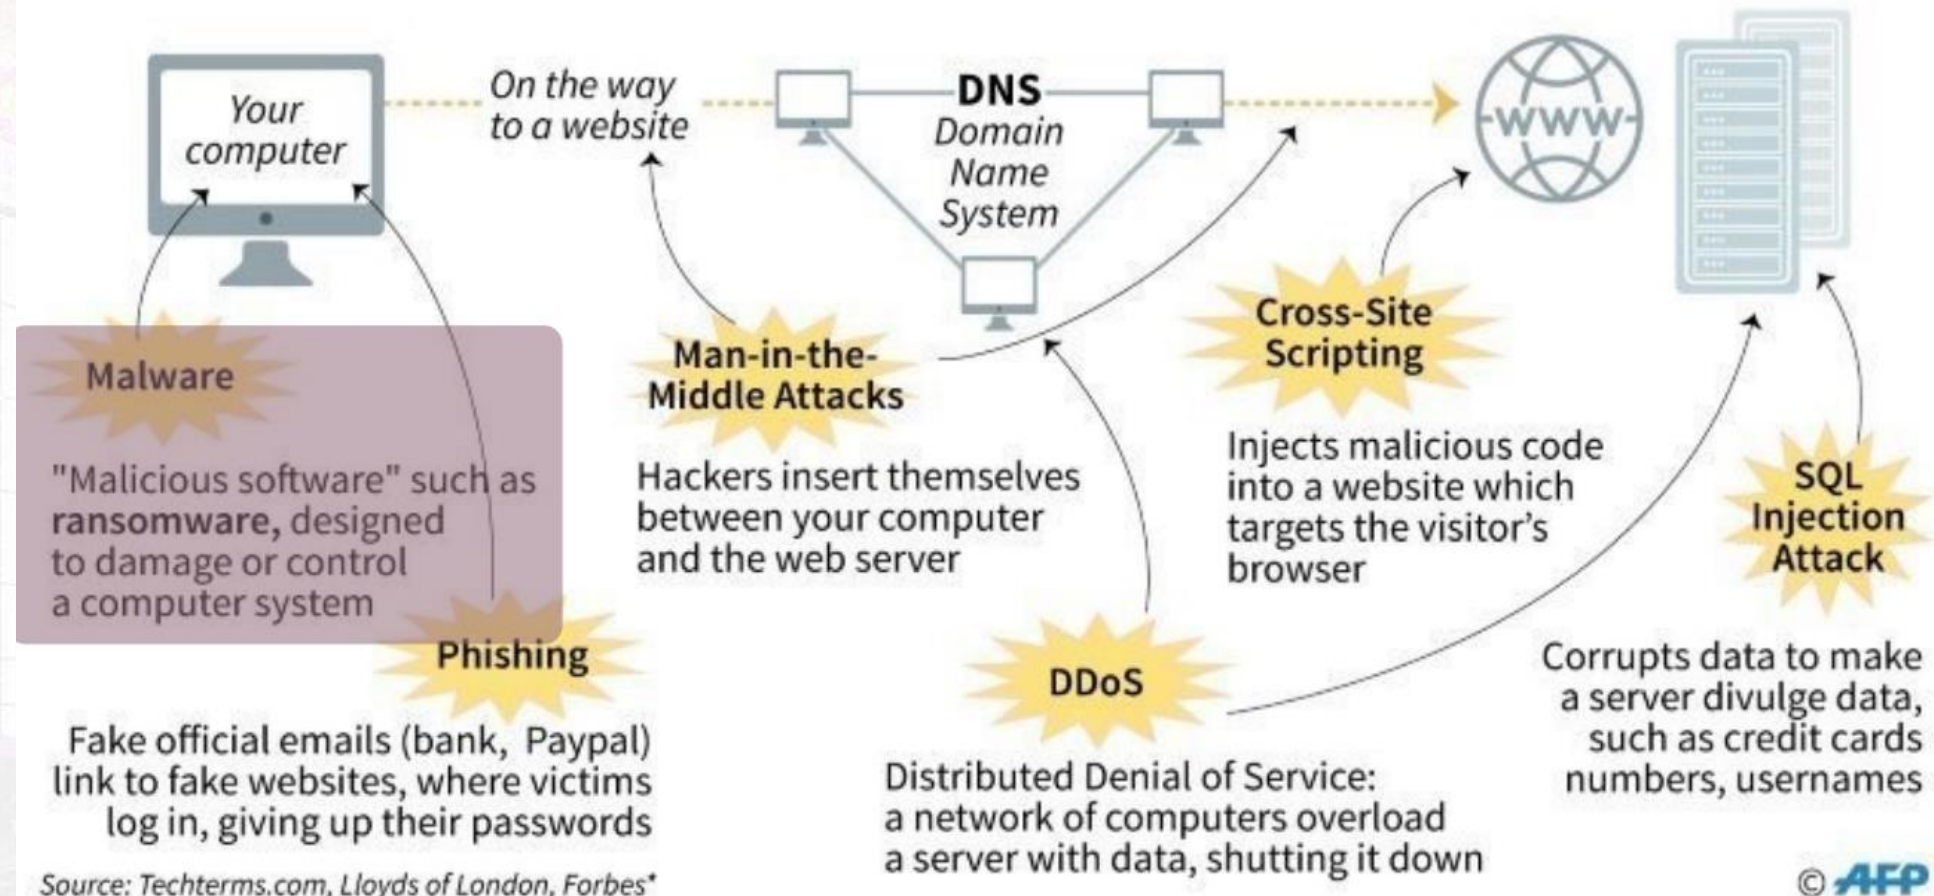 Your
computer
On the way
to a website
DNS
Domain
Name
System
WWW
Malware
"Malicious software" such as
ransomware, designed
to damage or control
a computer system
Phishing
Fake official emails (bank, Paypal)
link to fake websites, where victims
log in, giving up their passwords
Man-in-the-
Middle Attacks
Hackers insert themselves
between your computer
and the web server
DDoS
Distributed Denial of Service:
a network of computers overload
a server with data, shutting it down
Cross-Site
Scripting
Injects malicious code
into a website which
targets the visitor’s
browser
SQL
Injection
Attack
Corrupts data to make
a server divulge data,
such as credit cards
numbers, usernames
Source: Techterms.com, Lloyds of London, Forbes*
© AFP